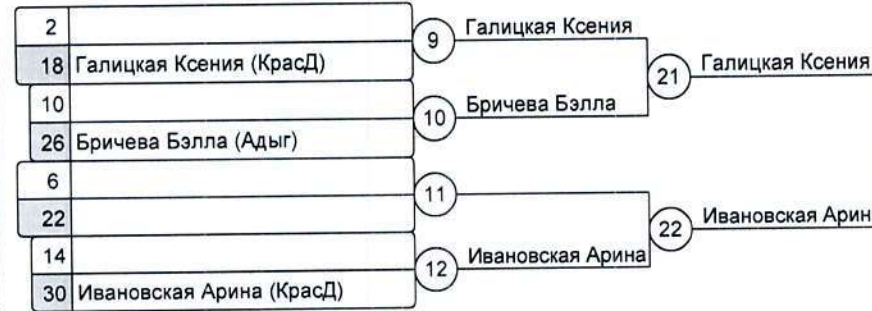 2
18 Галицкая Ксения (КрасД)
9
Галицкая Ксения
10
26 Бричева Бэлла (Адыг)
10
Бричева Бэлла
21
Галицкая Ксения
6
22
11
14
30 Ивановская Арина (КрасД)
12
Ивановская Арина
22
Ивановская Арин